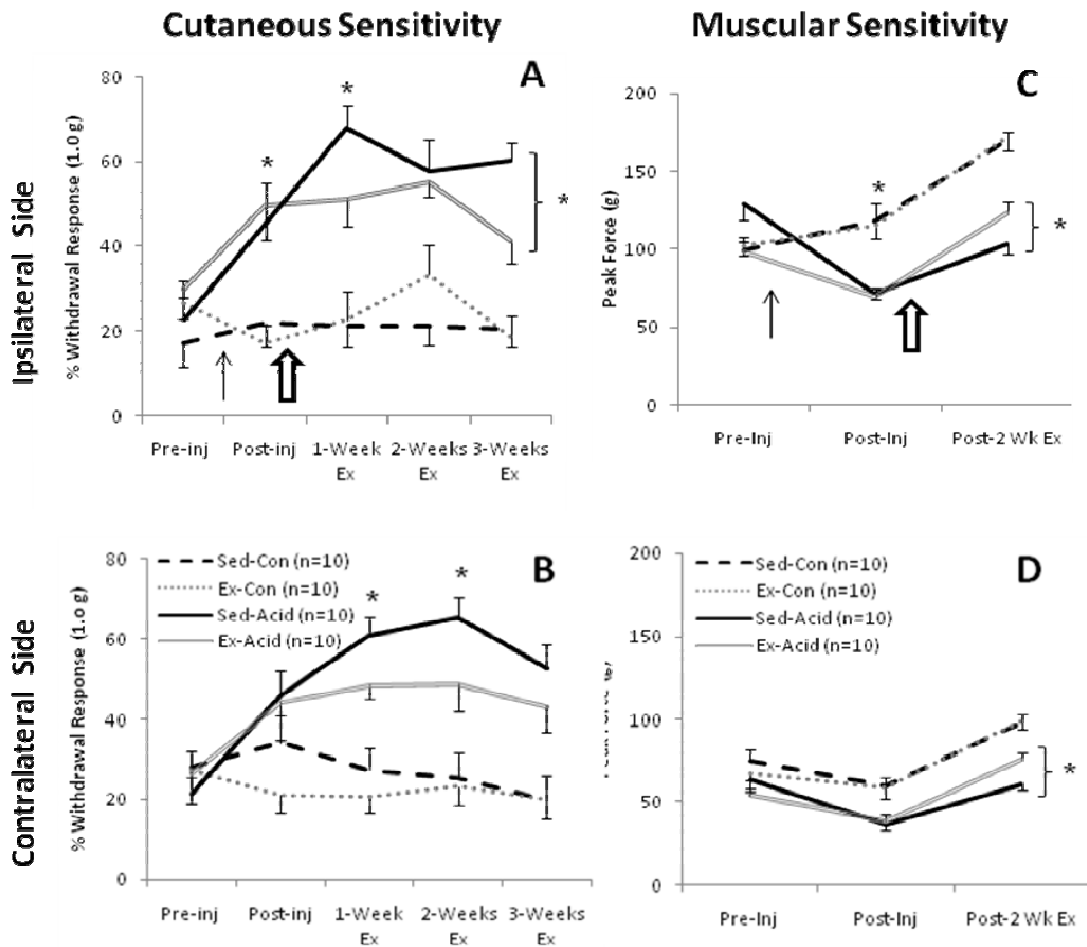 Cutaneous Sensitivity
Muscular Sensitivity
Ipsilateral Side
Contralateral Side
A
% Withdrawal Response (1.0 g)
80
60
40
20
0
*
*
*
Pre-inj
Post-inj
1-Week
Ex
2-Weeks
Ex
3-Weeks
Ex
C
Peak Force (g)
200
150
100
50
0
*
*
Pre-Inj
Post-Inj
Post-2 Wk Ex
B
% Withdrawal Response (1.0 g)
80
60
40
20
0
Sed-Con (n=10)
Ex-Con (n=10)
Sed-Acid (n=10)
Ex-Acid (n=10)
*
*
Pre-inj
Post-inj
1-Week
Ex
2-Weeks
Ex
3-Weeks
Ex
D
200
150
100
50
0
Sed-Con (n=10)
Ex-Con (n=10)
Sed-Acid (n=10)
Ex-Acid (n=10)
*
Pre-Inj
Post-Inj
Post-2 Wk Ex